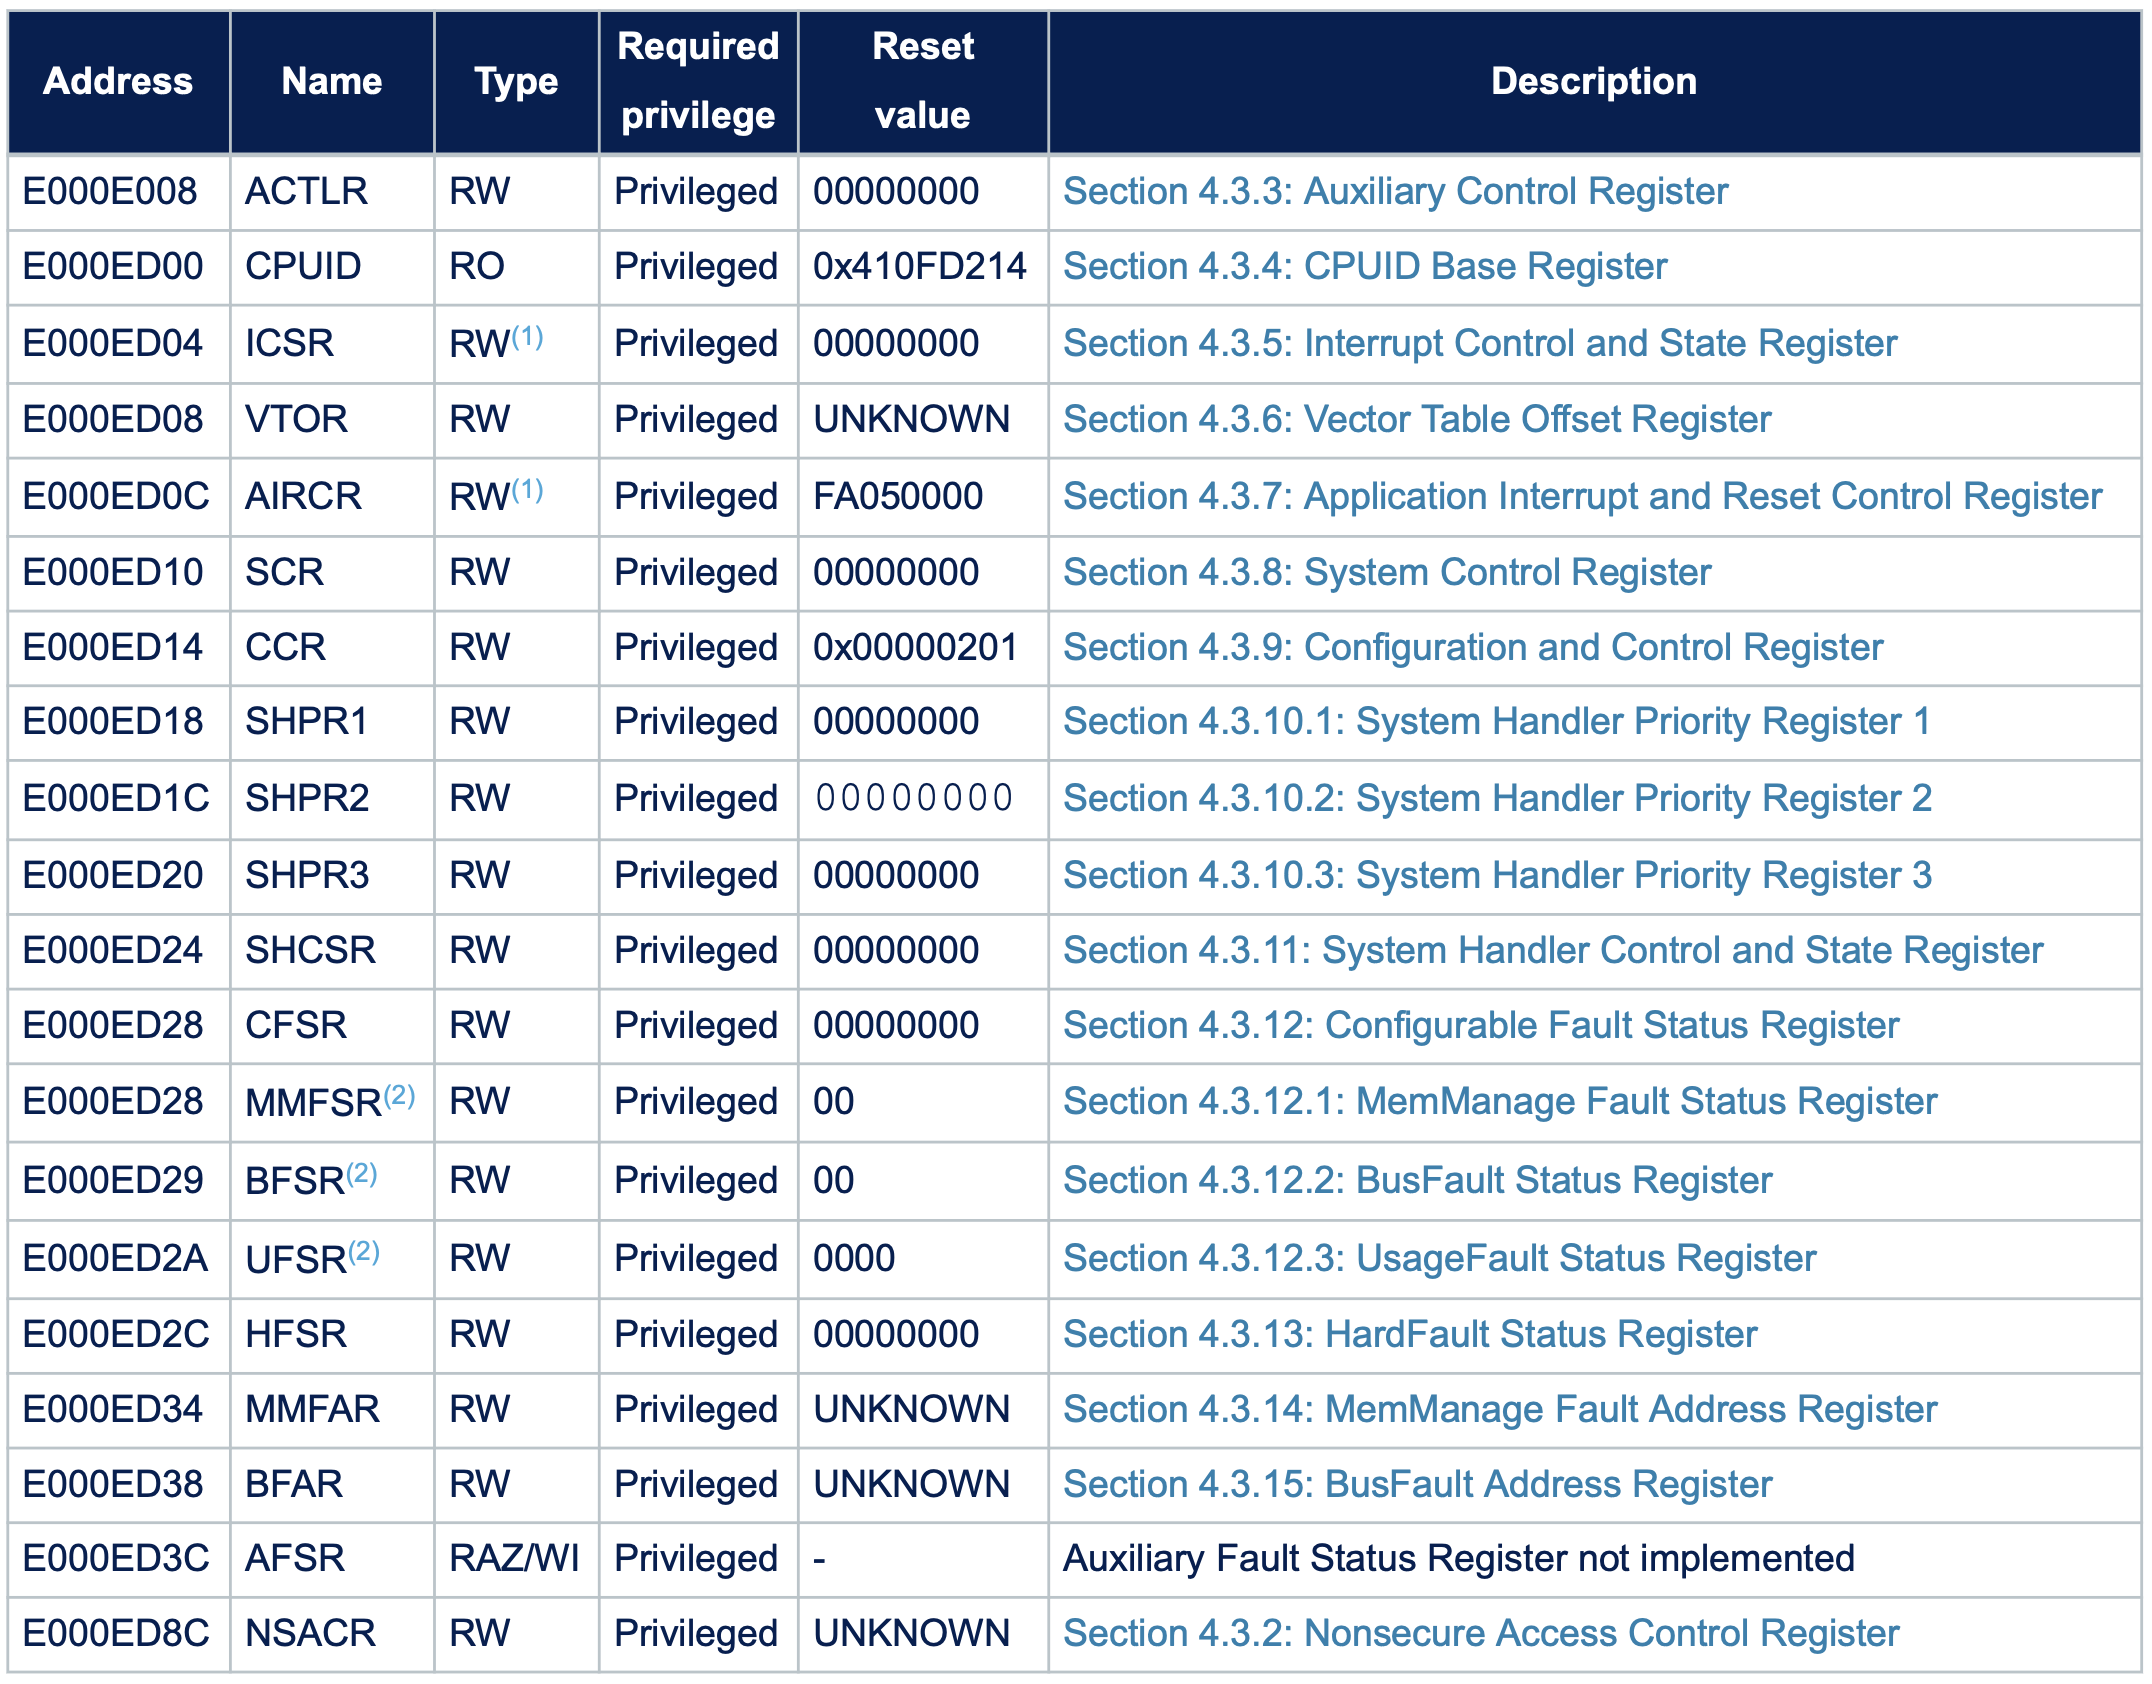 Address Name Type Required privilege Reset value Description
E000E008 ACTLR RW Privileged 00000000 Section 4.3.3: Auxiliary Control Register
E000ED00 CPUID RO Privileged 0x410FD214 Section 4.3.4: CPUID Base Register
E000ED04 ICSR RW(1) Privileged 00000000 Section 4.3.5: Interrupt Control and State Register
E000ED08 VTOR RW Privileged UNKNOWN Section 4.3.6: Vector Table Offset Register
E000ED0C AIRCR RW(1) Privileged FA050000 Section 4.3.7: Application Interrupt and Reset Control Register
E000ED10 SCR RW Privileged 00000000 Section 4.3.8: System Control Register
E000ED14 CCR RW Privileged 0x00000201 Section 4.3.9: Configuration and Control Register
E000ED18 SHPR1 RW Privileged 00000000 Section 4.3.10.1: System Handler Priority Register 1
E000ED1C SHPR2 RW Privileged 00000000 Section 4.3.10.2: System Handler Priority Register 2
E000ED20 SHPR3 RW Privileged 00000000 Section 4.3.10.3: System Handler Priority Register 3
E000ED24 SHCSR RW Privileged 00000000 Section 4.3.11: System Handler Control and State Register
E000ED28 CFSR RW Privileged 00000000 Section 4.3.12: Configurable Fault Status Register
E000ED28 MMFSR(2) RW Privileged 00 Section 4.3.12.1: MemManage Fault Status Register
E000ED29 BFSR(2) RW Privileged 00 Section 4.3.12.2: BusFault Status Register
E000ED2A UFSR(2) RW Privileged 0000 Section 4.3.12.3: UsageFault Status Register
E000ED2C HFSR RW Privileged 00000000 Section 4.3.13: HardFault Status Register
E000ED34 MMFAR RW Privileged UNKNOWN Section 4.3.14: MemManage Fault Address Register
E000ED38 BFAR RW Privileged UNKNOWN Section 4.3.15: BusFault Address Register
E000ED3C AFSR RAZ/WI Privileged - Auxiliary Fault Status Register not implemented
E000ED8C NSACR RW Privileged UNKNOWN Section 4.3.2: Nonsecure Access Control Register